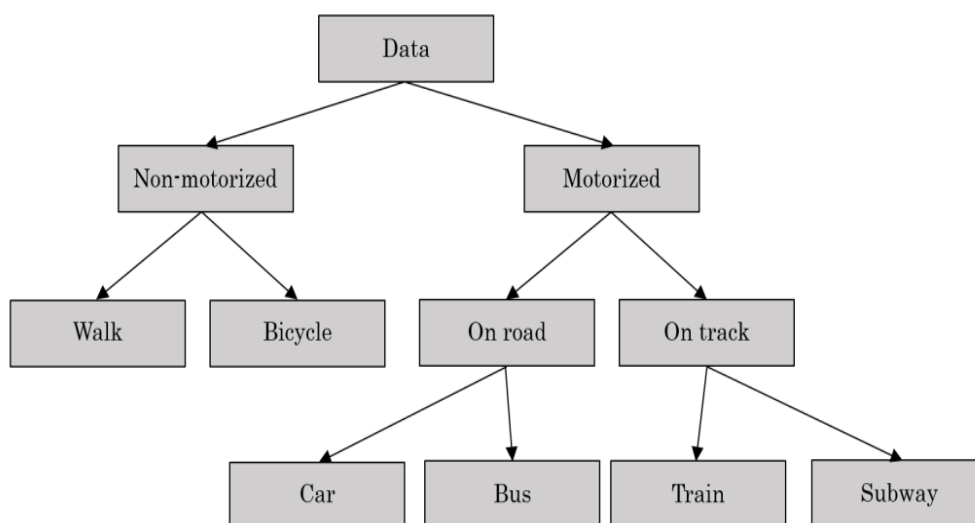 Data
Non-motorized
Motorized
Walk
Bicycle
On road
On track
Car
Bus
Train
Subway